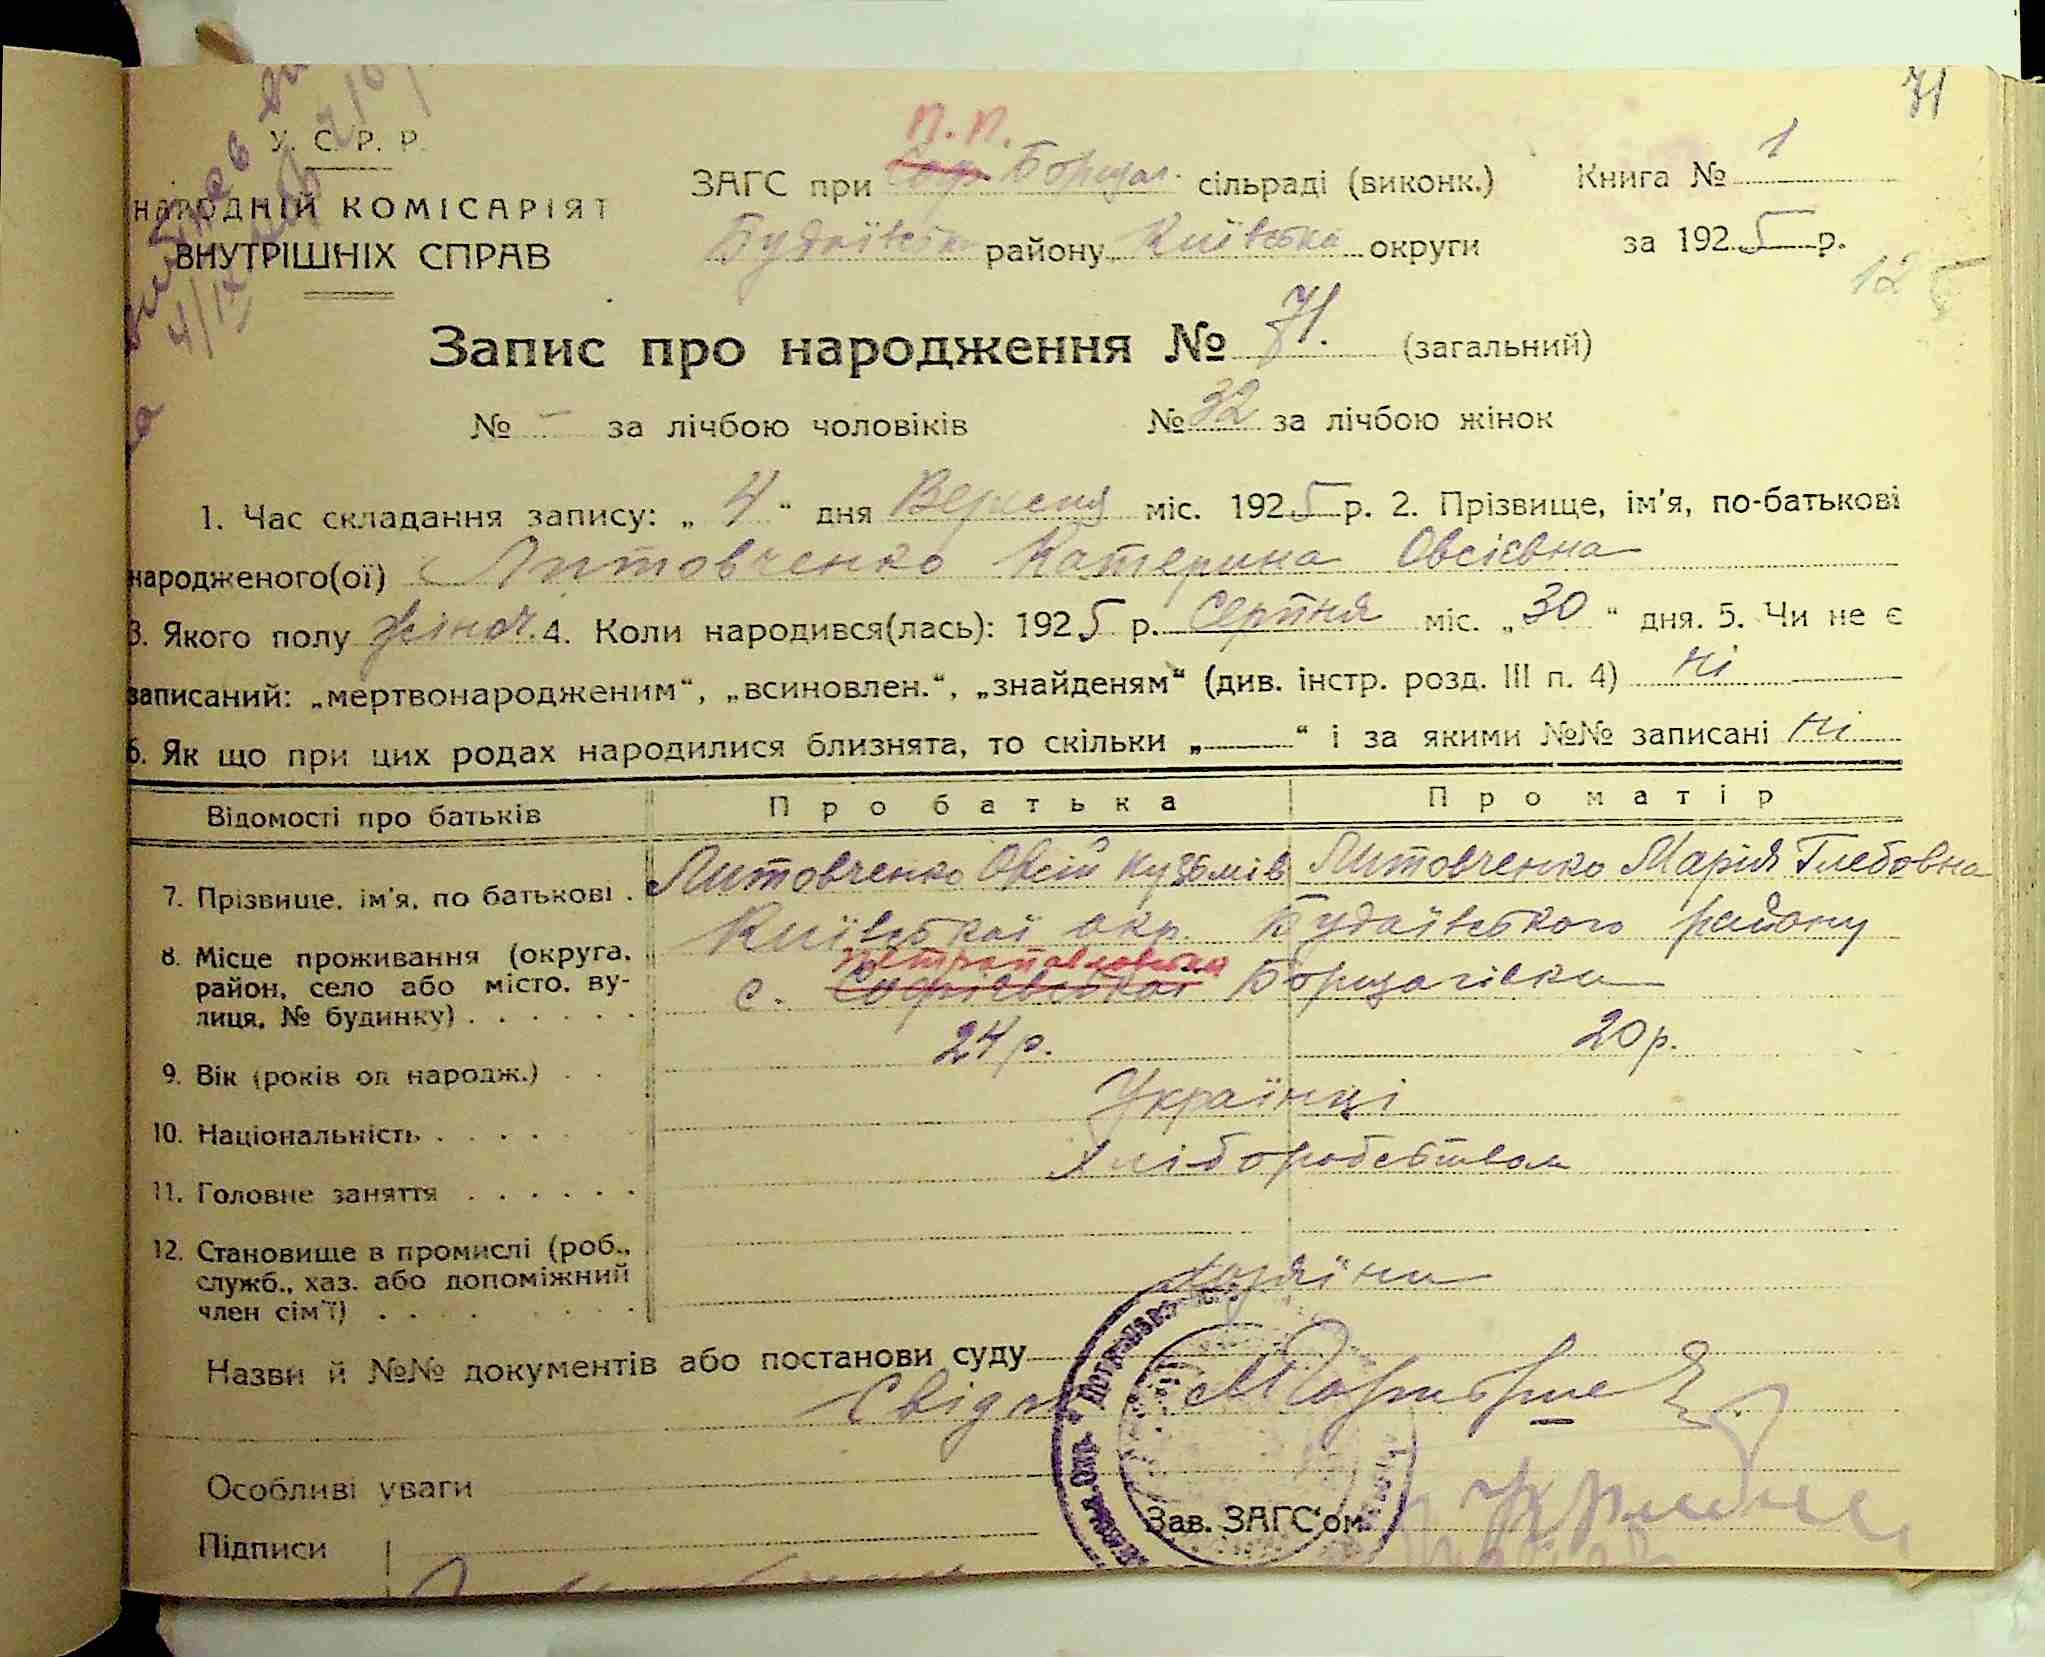 71
У. С. Р. Р.
НАРОДНІЙ КОМІСАРІЯТ
ВНУТРІШНІХ СПРАВ
П. П.
ЗАГС при Соф. Борщаг. сільраді (виконк.) Книга № 1
Будаївськ району Київська округи за 1925 р.
12
Запис про народження № 71. (загальний)
№ - за лічбою чоловіків № 32 за лічбою жінок
1. Час складання запису: „ 4 “ дня Вересня міс. 1925 р. 2. Прізвище, ім'я, по-батькові
народженого(ої) Литовченко Катерина Овсієвна
3. Якого полу жіноч. 4. Коли народився(лась): 1925 р. Серпня міс. „30“ дня. 5. Чи не є
записаний: „мертвонародженим“, „всиновлен.“, „знайденям“ (див. інстр. розд. III п. 4) ні
6. Як що при цих родах народилися близнята, то скільки „—“ і за якими №№ записані ні
Відомості про батьків Про батька Про матір
7. Прізвище, ім'я, по батькові . Литовченко Овсій Кузьмів Литовченко Марія Глебовна
8. Місце проживання (округа, район, село або місто, вулиця, № будинку) . . . . . . Київської окр. Будаївського району
Петропавловська
с. Софієвської Борщагівка
9. Вік (років од народж.) . . 24 р. 20 р.
10. Національність . . . . . Українці
11. Головне заняття . . . . . . Хліборобством
12. Становище в промислі (роб., служб., хаз. або допоміжний член сім'ї) . . . . Хазяїни
Назви й №№ документів або постанови суду
Особливі уваги
Підписи
Зав. ЗАГС'ом